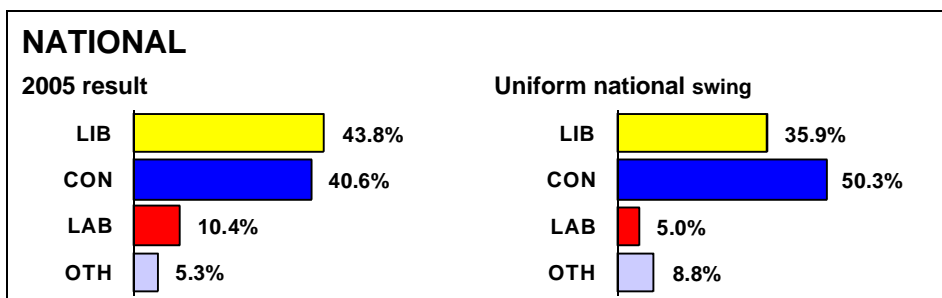 NATIONAL
2005 result
LIB 43.8%
CON 40.6%
LAB 10.4%
OTH 5.3%
Uniform national swing
LIB 35.9%
CON 50.3%
LAB 5.0%
OTH 8.8%